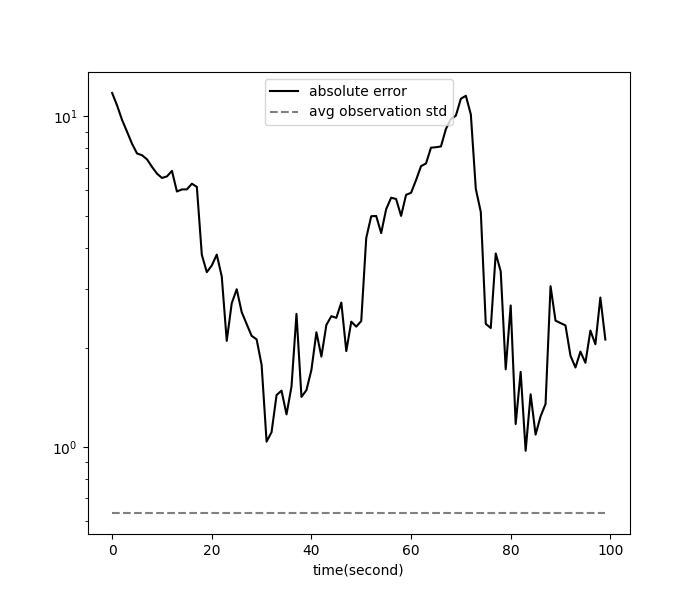 absolute error
avg observation std
10¹
10⁰
0 20 40 60 80 100
time(second)